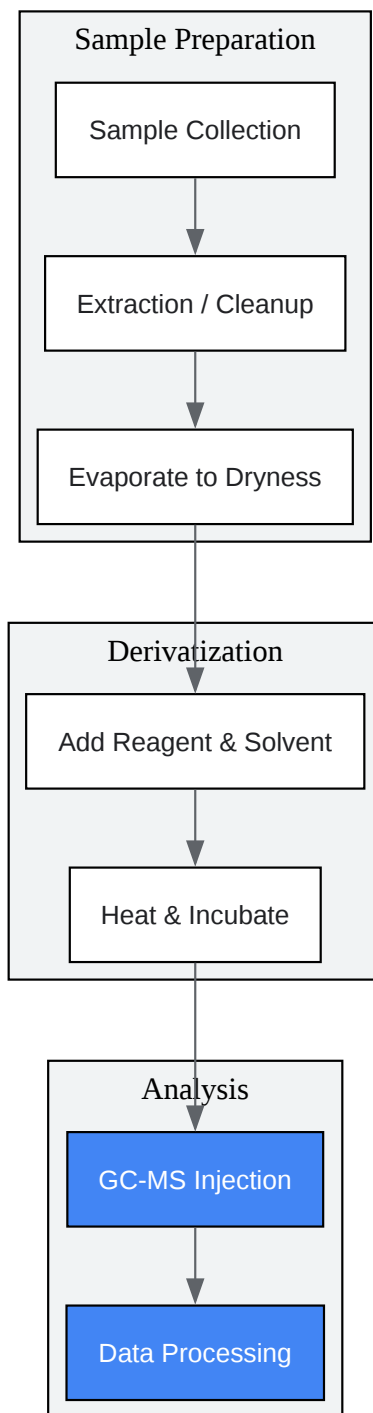 Sample Preparation
Sample Collection
Extraction / Cleanup
Evaporate to Dryness
Derivatization
Add Reagent & Solvent
Heat & Incubate
Analysis
GC-MS Injection
Data Processing